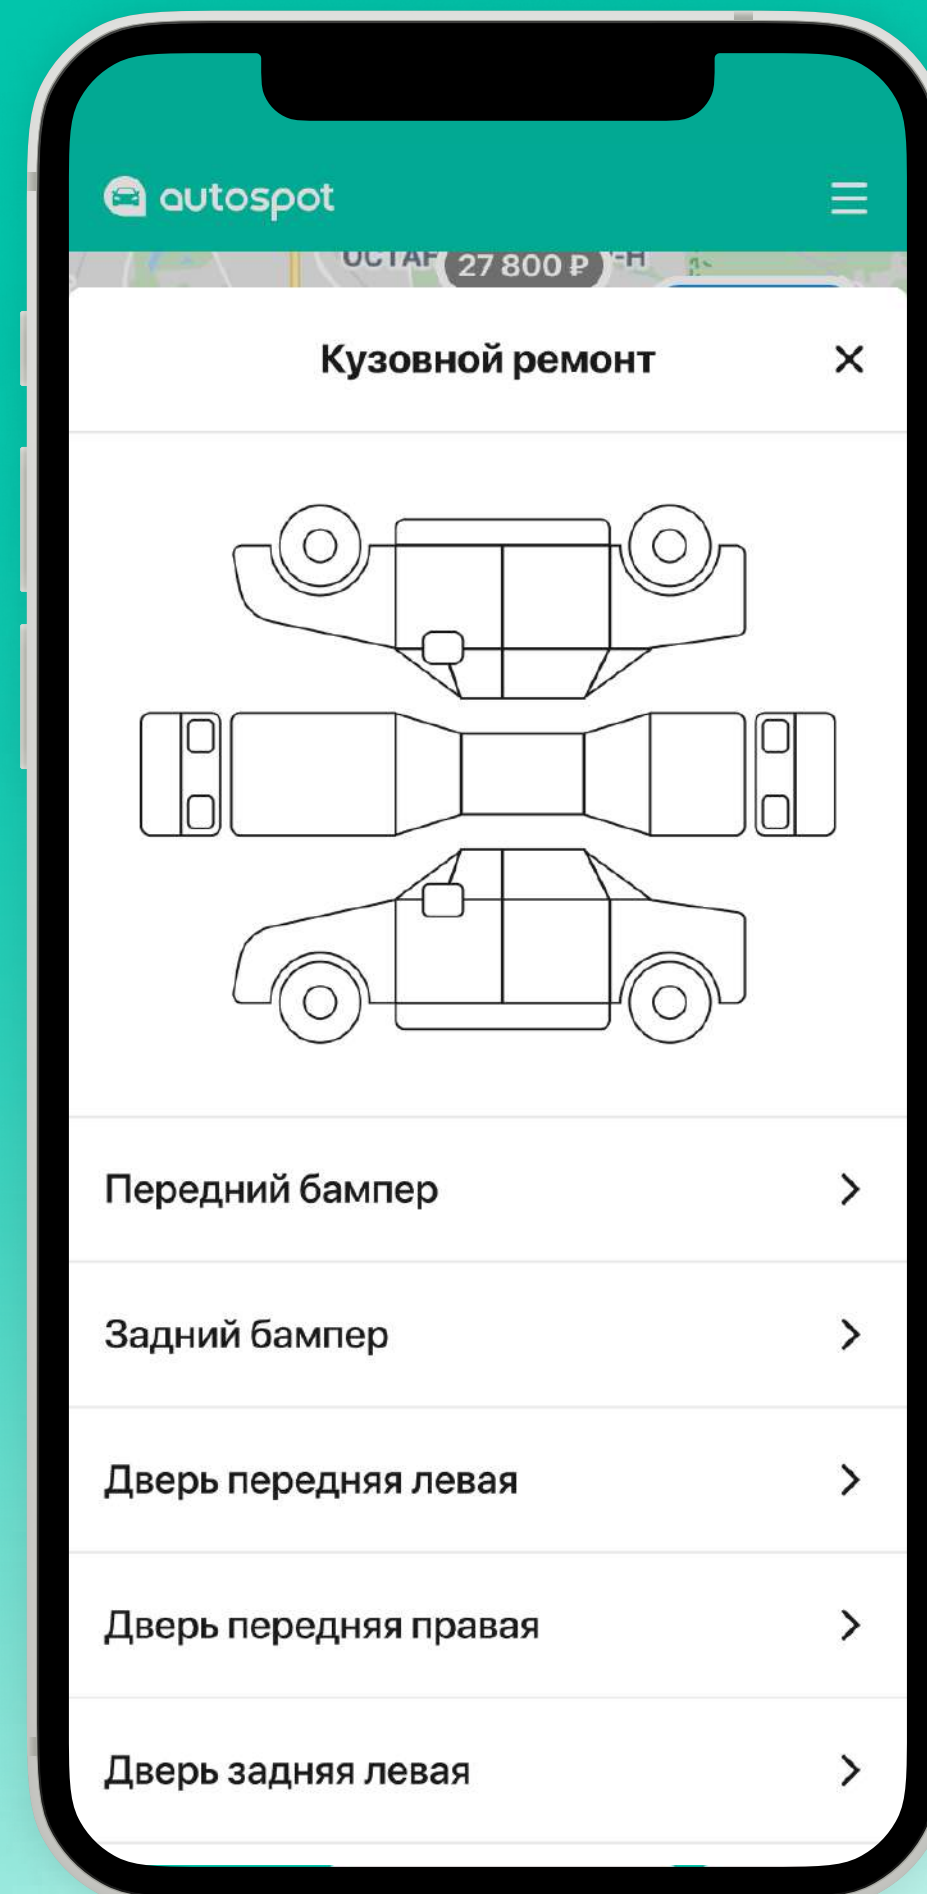 autospot
27 800 ₽
Кузовной ремонт
Передний бампер
Задний бампер
Дверь передняя левая
Дверь передняя правая
Дверь задняя левая